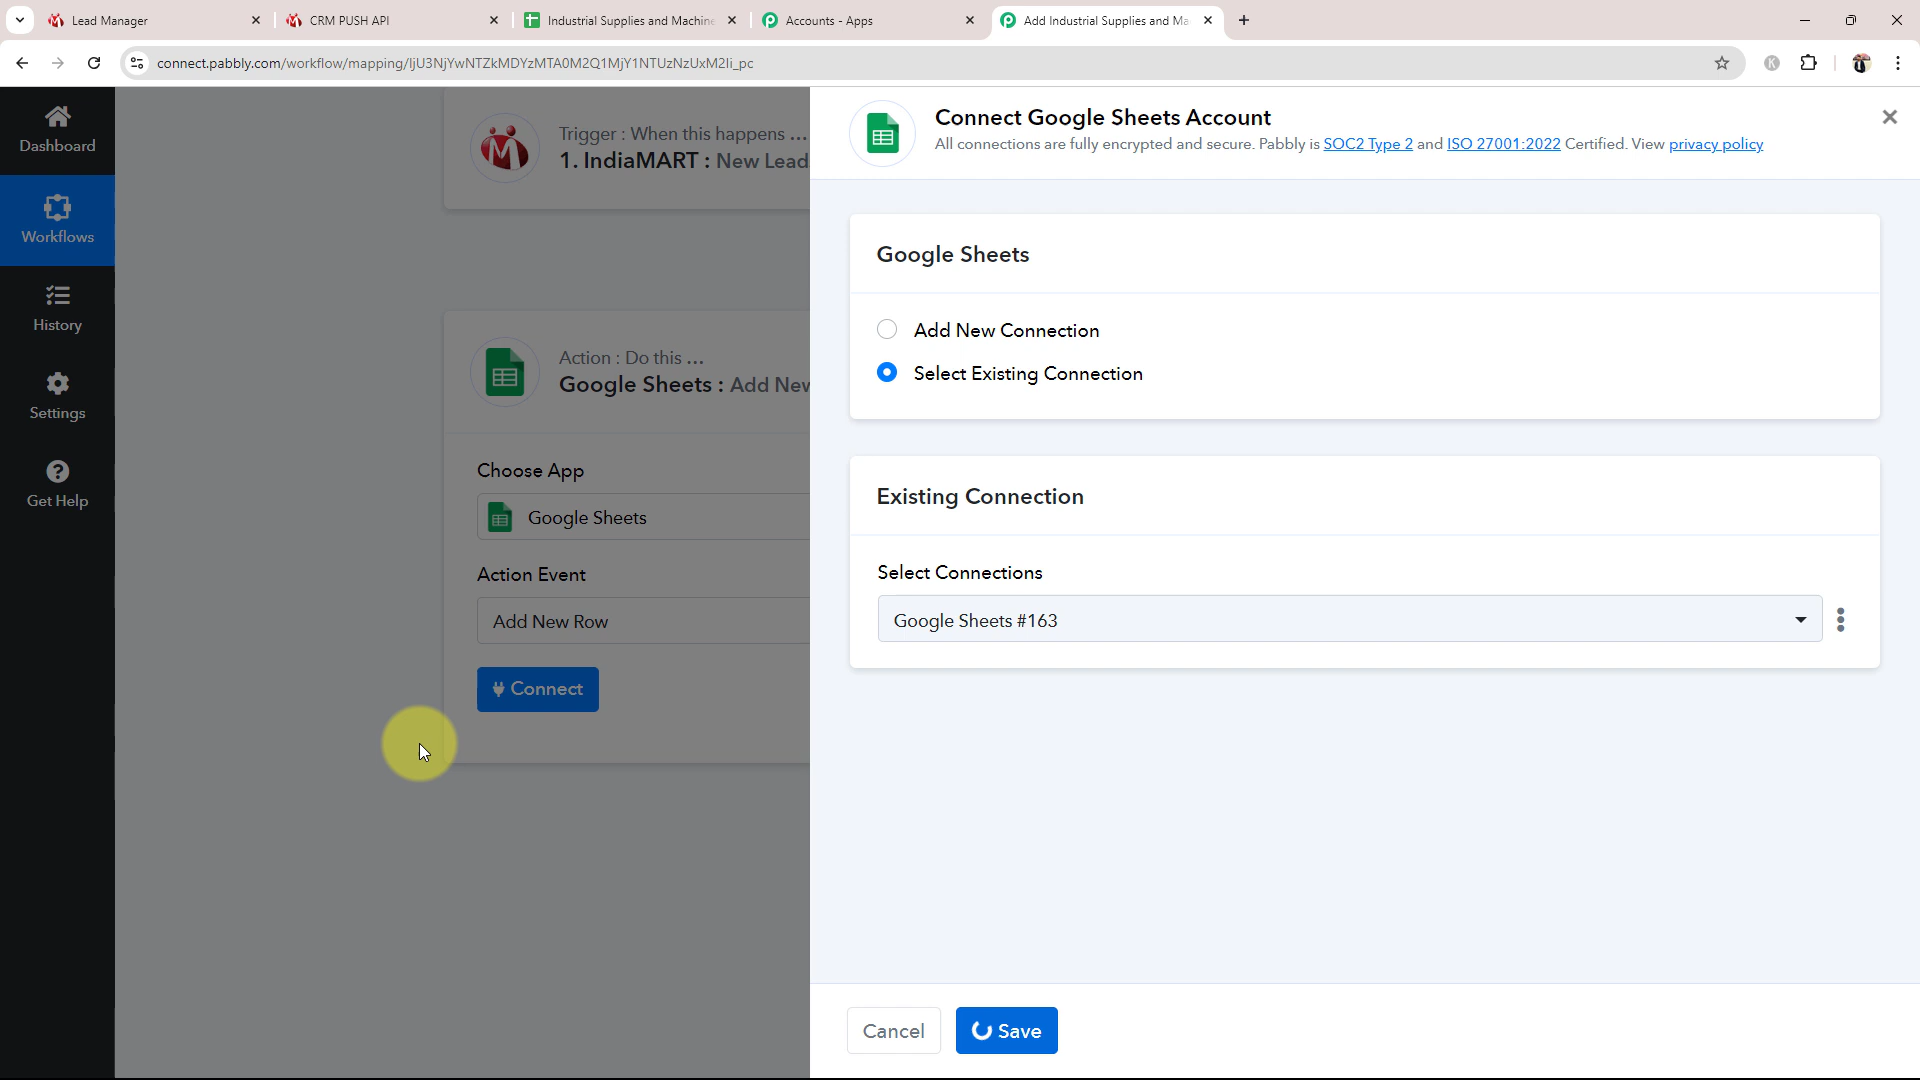 Lead Manager
CRM PUSH API
Industrial Supplies and Machine
Accounts - Apps
Add Industrial Supplies and Ma
connect.pabbly.com/workflow/mapping/IjU3NjYwNTZkMDYzMTA0M2Q1MjY1NTUzNzUxM2Ii_pc
K
Dashboard
Workflows
History
Settings
Get Help
Trigger : When this happens ...
1. IndiaMART : New Lead
Action : Do this ...
Google Sheets : Add New
Choose App
Google Sheets
Action Event
Add New Row
Connect
Connect Google Sheets Account
All connections are fully encrypted and secure. Pabbly is SOC2 Type 2 and ISO 27001:2022 Certified. View privacy policy
Google Sheets
Add New Connection
Select Existing Connection
Existing Connection
Select Connections
Google Sheets #163
Cancel
Save